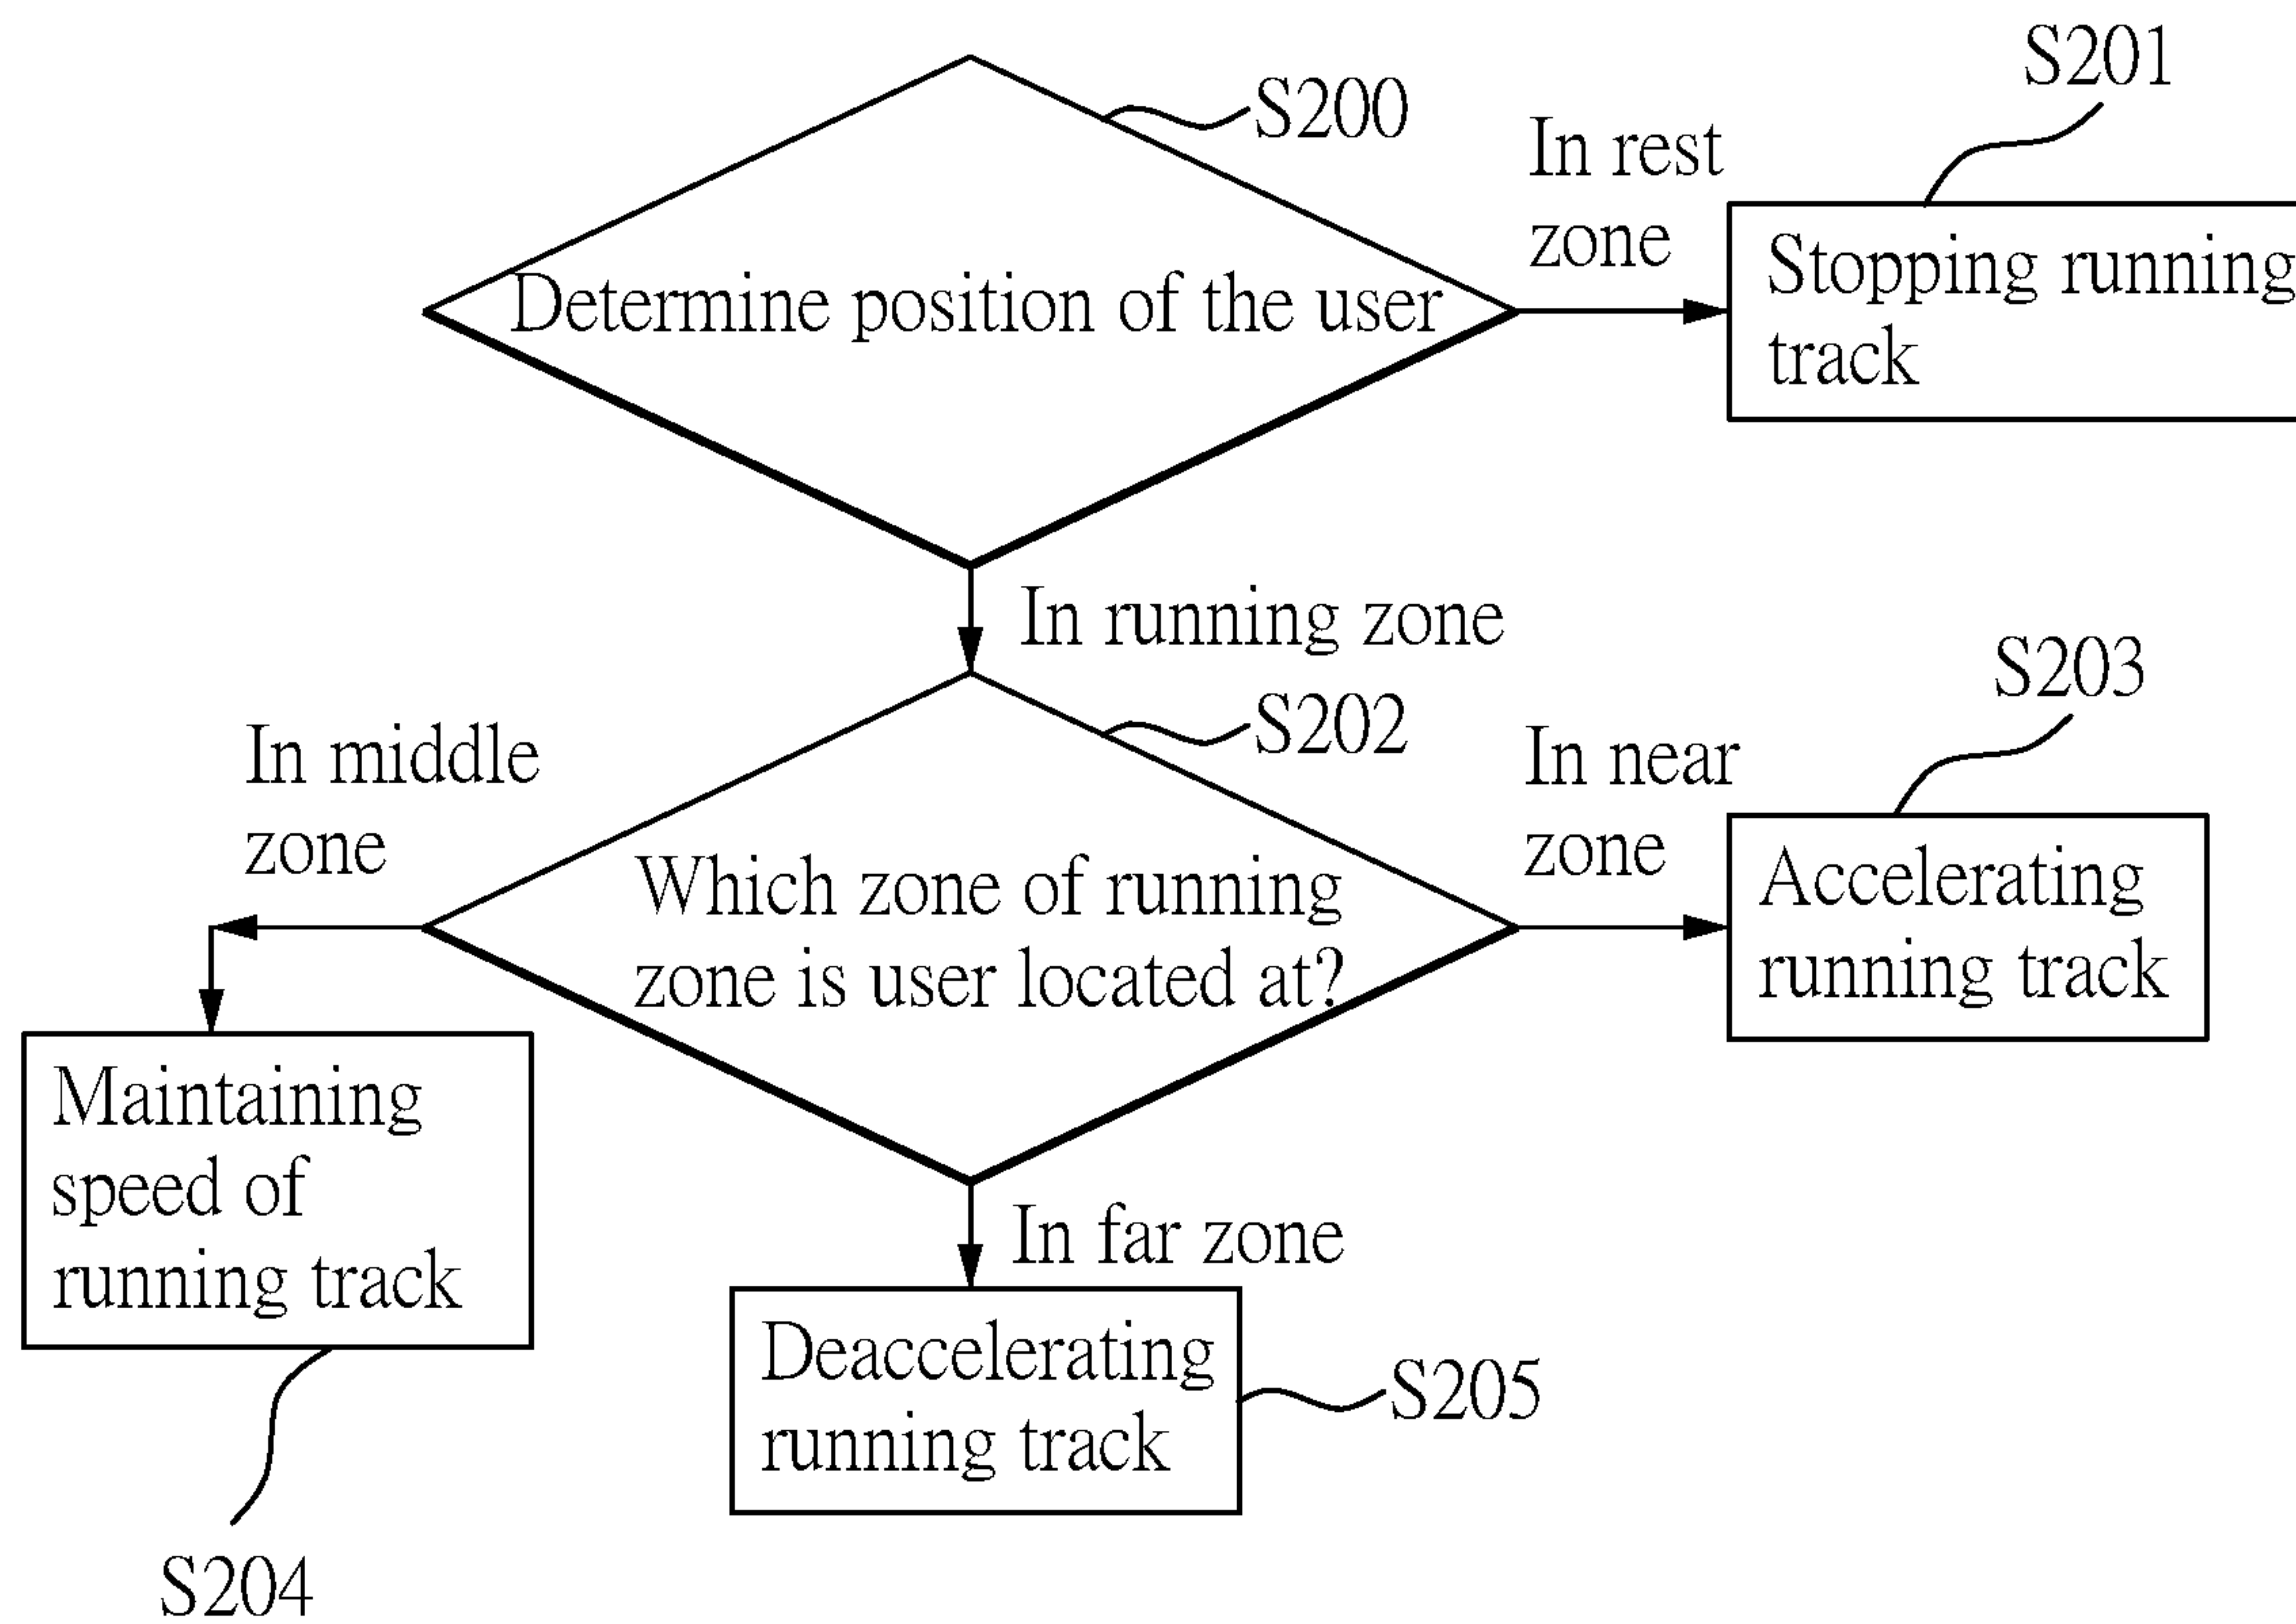 S201
S200
In rest
zone
Stopping running
track
Determine position of the user
In running zone
S203
S202
In middle
zone
In near
zone
Which zone of running
zone is user located at?
Accelerating
running track
Maintaining
speed of
running track
In far zone
Deaccelerating
running track
S205
S204